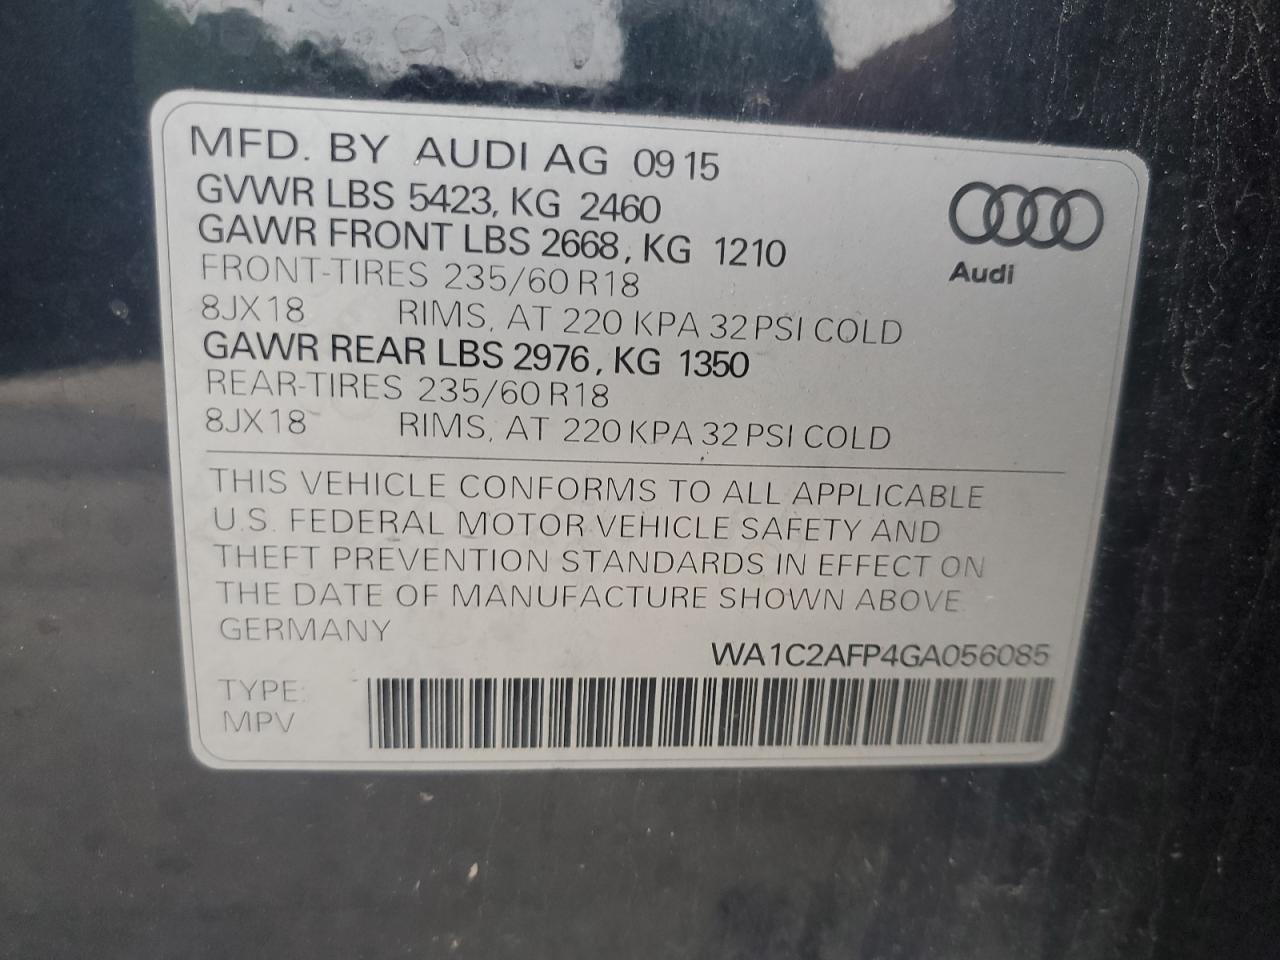 MFD. BY AUDI AG 09 15
GVWR LBS 5423, KG 2460
GAWR FRONT LBS 2668, KG 1210
FRONT-TIRES 235/60 R18
8JX18 RIMS, AT 220 KPA 32 PSI COLD
GAWR REAR LBS 2976, KG 1350
REAR-TIRES 235/60 R18
8JX18 RIMS, AT 220 KPA 32 PSI COLD
Audi
THIS VEHICLE CONFORMS TO ALL APPLICABLE
U.S. FEDERAL MOTOR VEHICLE SAFETY AND
THEFT PREVENTION STANDARDS IN EFFECT ON
THE DATE OF MANUFACTURE SHOWN ABOVE.
GERMANY
WA1C2AFP4GA056085
TYPE:
MPV